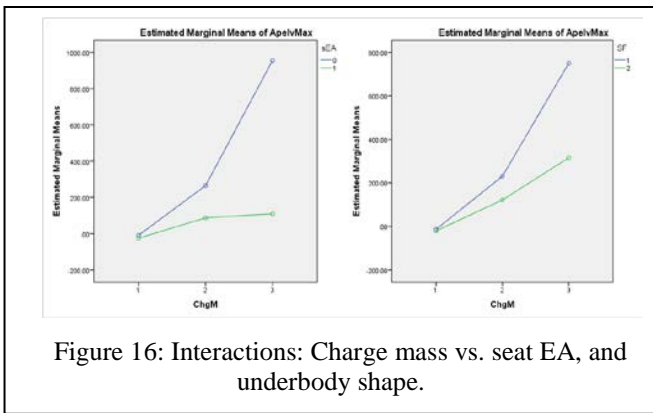 Estimated Marginal Means of ApelvMax
sEA
0
1
Estimated Marginal Means
1000.00
800.00
600.00
400.00
200.00
.00
-200.00
1
2
3
ChgM
Estimated Marginal Means of ApelvMax
1
2
Estimated Marginal Means
800.00
600.00
400.00
200.00
.00
-200.00
1
2
3
ChgM
Figure 16: Interactions: Charge mass vs. seat EA, and
underbody shape.